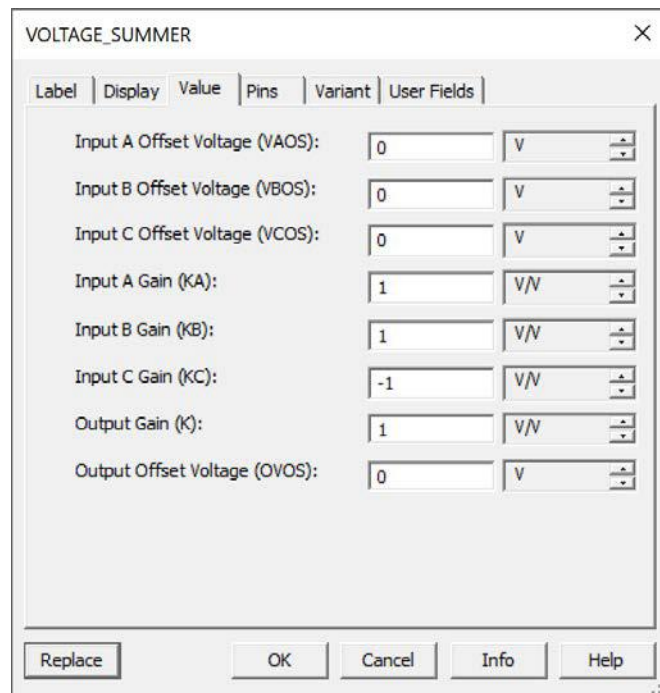 VOLTAGE_SUMMER
Label Display Value Pins Variant User Fields
Input A Offset Voltage (VAOS): 0 V
Input B Offset Voltage (VBOS): 0 V
Input C Offset Voltage (VCOS): 0 V
Input A Gain (KA): 1 V/V
Input B Gain (KB): 1 V/V
Input C Gain (KC): -1 V/V
Output Gain (K): 1 V/V
Output Offset Voltage (OVOS): 0 V
Replace OK Cancel Info Help